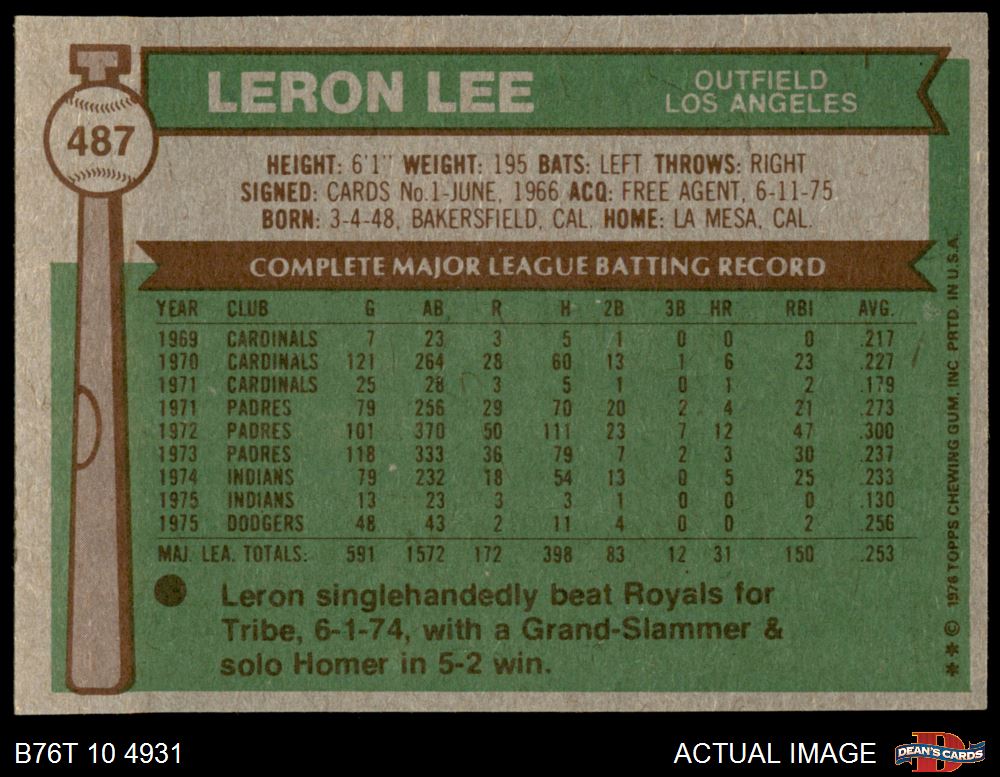 LERON LEE
OUTFIELD
LOS ANGELES
487
HEIGHT: 6'1" WEIGHT: 195 BATS: LEFT THROWS: RIGHT
SIGNED: CARDS No.1-JUNE, 1966 ACQ: FREE AGENT, 6-11-75
BORN: 3-4-48, BAKERSFIELD, CAL. HOME: LA MESA, CAL.
COMPLETE MAJOR LEAGUE BATTING RECORD
YEAR CLUB G AB R H 2B 3B HR RBI AVG.
1969 CARDINALS 7 23 3 5 1 0 0 0 .217
1970 CARDINALS 121 264 28 60 13 1 6 23 .227
1971 CARDINALS 25 28 3 5 1 0 1 2 .179
1971 PADRES 79 256 29 70 20 2 4 21 .273
1972 PADRES 101 370 50 111 23 7 12 47 .300
1973 PADRES 118 333 36 79 7 2 3 30 .237
1974 INDIANS 79 232 18 54 13 0 5 25 .233
1975 INDIANS 13 23 3 3 1 0 0 0 .130
1975 DODGERS 48 43 2 11 4 0 0 2 .256
MAJ. LEA. TOTALS: 591 1572 172 398 83 12 31 150 .253
Leron singlehandedly beat Royals for
Tribe, 6-1-74, with a Grand-Slammer &
solo Homer in 5-2 win.
* * © 1976 TOPPS CHEWING GUM, INC PRTD. IN U.S.A.
B76T 10 4931
ACTUAL IMAGE
D
DEAN'S CARDS